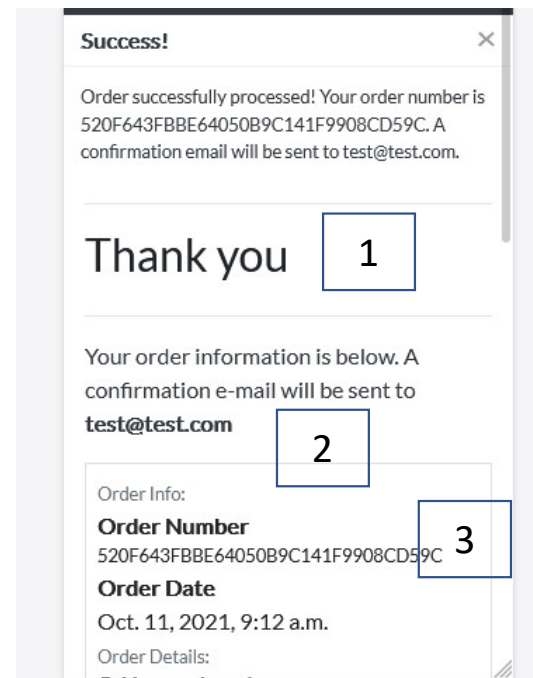 Success! ×
Order successfully processed! Your order number is
520F643FBBE64050B9C141F9908CD59C. A
confirmation email will be sent to test@test.com.
Thank you
1
Your order information is below. A
confirmation e-mail will be sent to
test@test.com
2
Order Info:
Order Number
520F643FBBE64050B9C141F9908CD59C
3
Order Date
Oct. 11, 2021, 9:12 a.m.
Order Details: